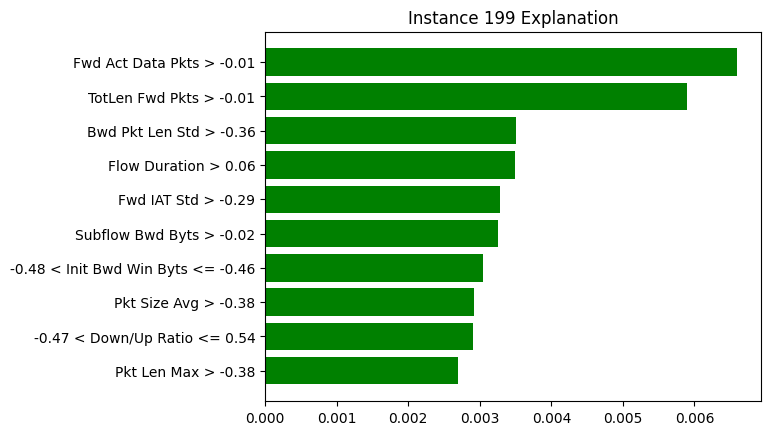 Instance 199 Explanation
Fwd Act Data Pkts > -0.01
TotLen Fwd Pkts > -0.01
Bwd Pkt Len Std > -0.36
Flow Duration > 0.06
Fwd IAT Std > -0.29
Subflow Bwd Byts > -0.02
-0.48 < Init Bwd Win Byts <= -0.46
Pkt Size Avg > -0.38
-0.47 < Down/Up Ratio <= 0.54
Pkt Len Max > -0.38
0.000 0.001 0.002 0.003 0.004 0.005 0.006